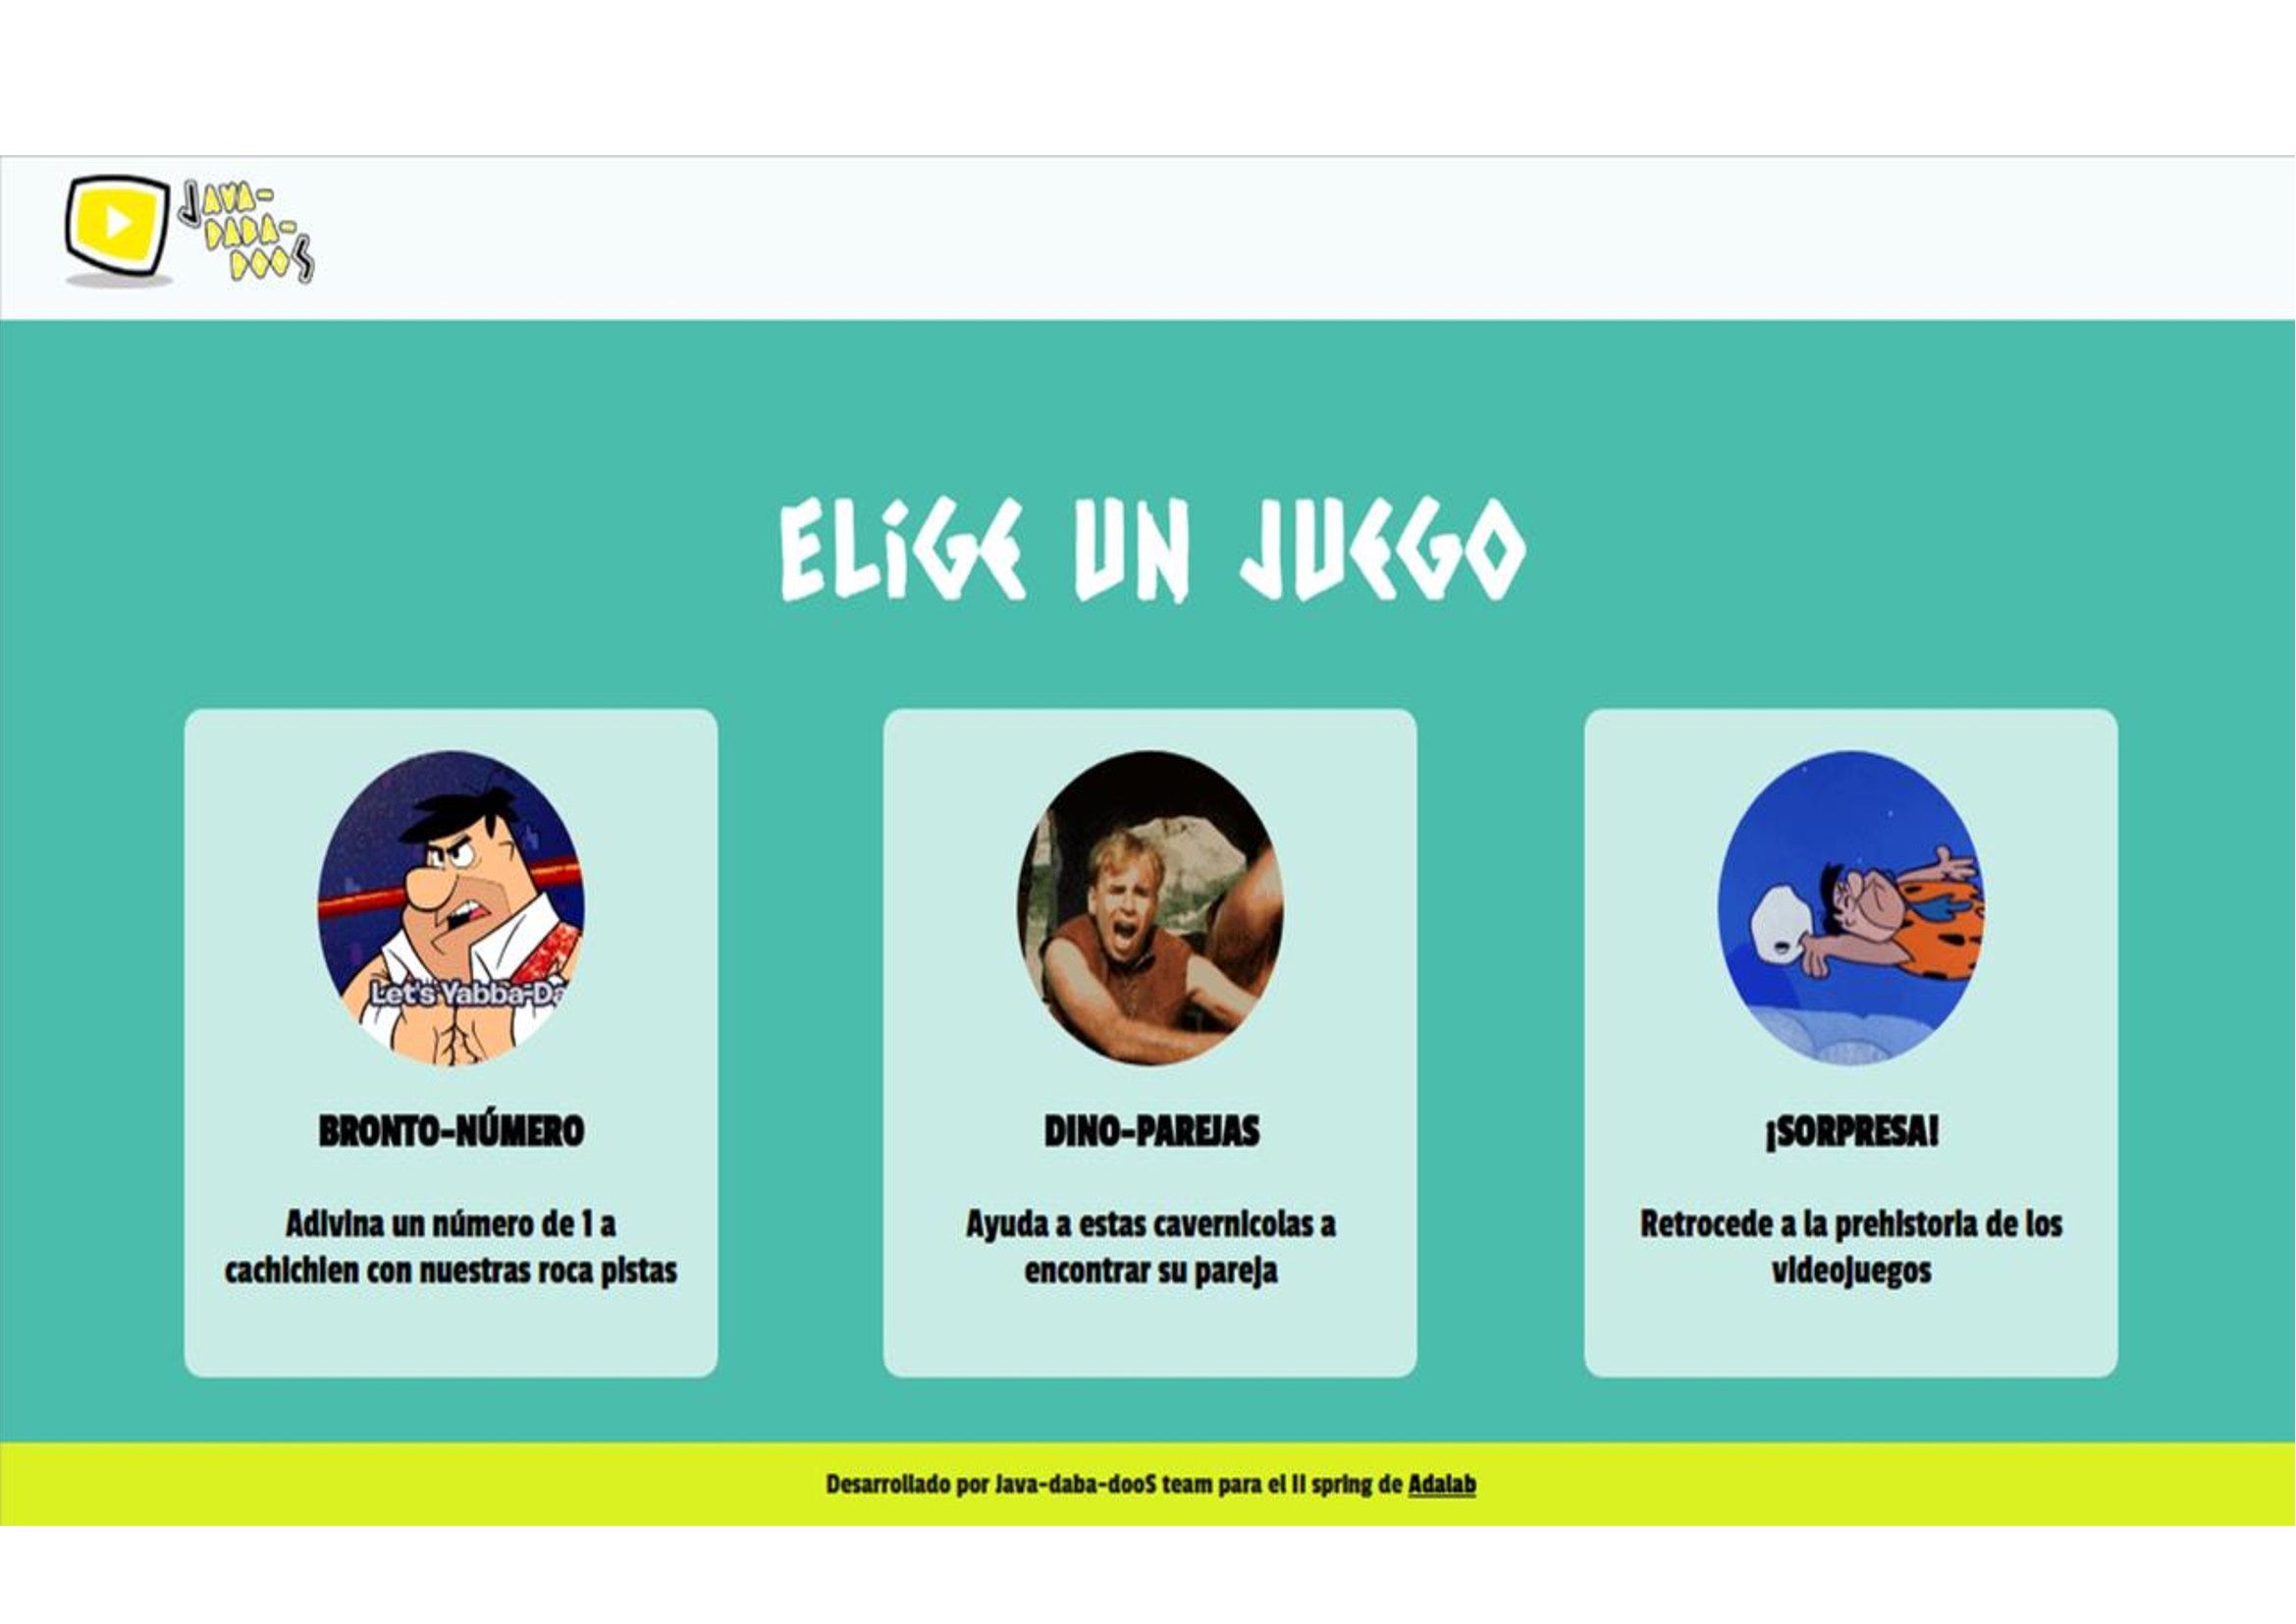 JAVA-
DABA-
DOOS
ELiGE UN JUEGO
Let's Yabba-Da
BRONTO-NÚMERO
DINO-PAREJAS
¡SORPRESA!
Adivina un número de 1 a
cachichien con nuestras roca pistas
Ayuda a estas cavernicolas a
encontrar su pareja
Retrocede a la prehistoria de los
videojuegos
Desarrollado por Java-daba-dooS team para el II spring de Adalab